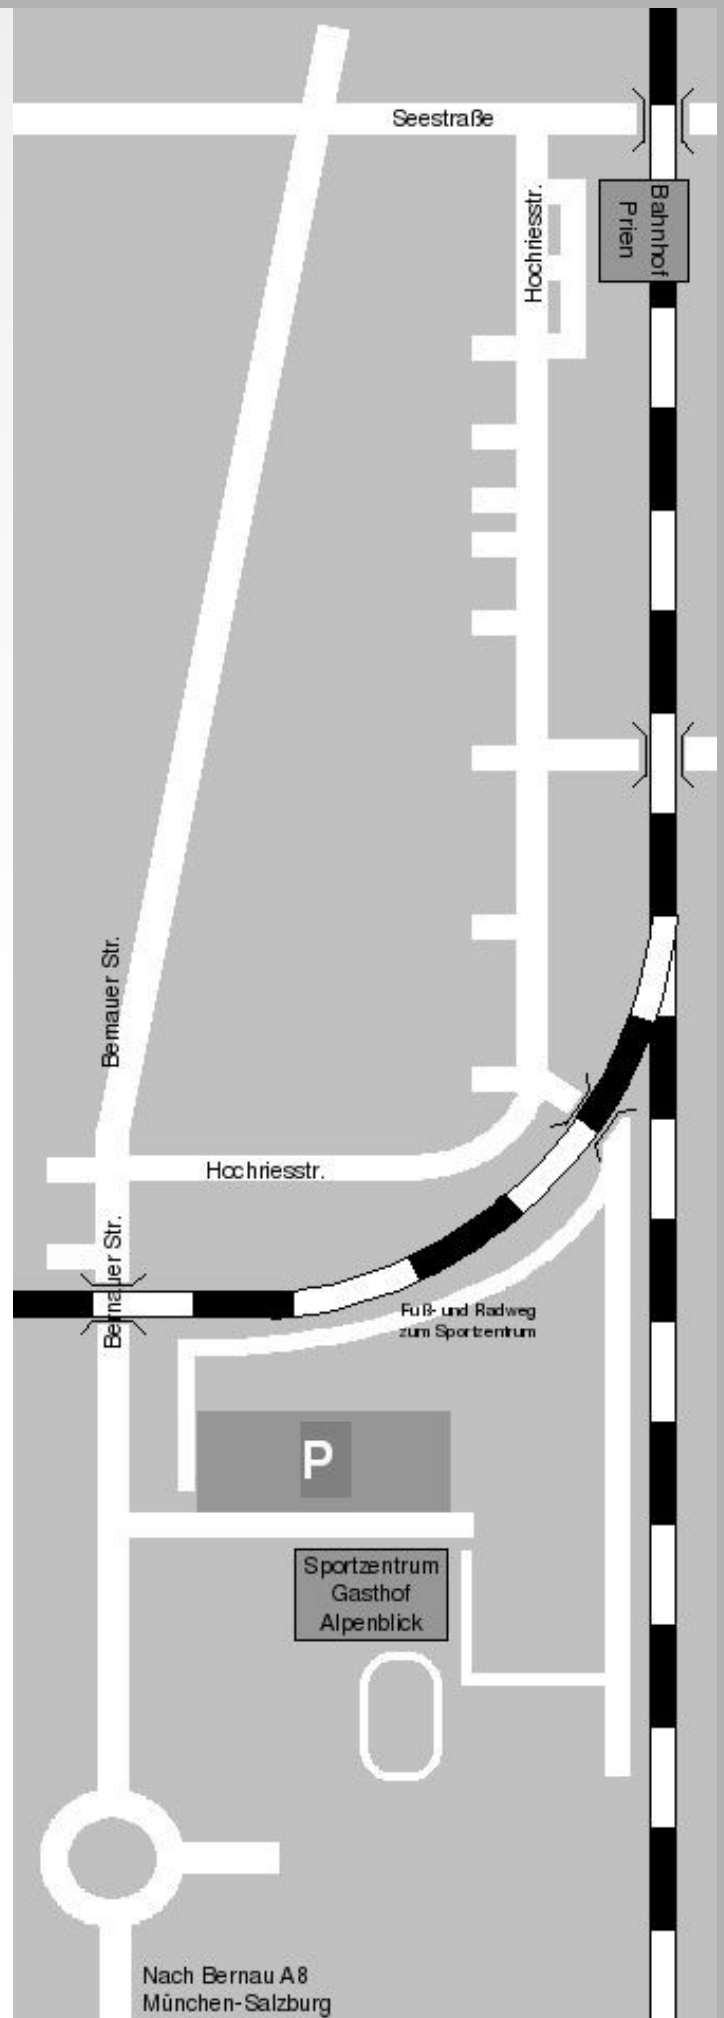 Seestraße
Hochriesstr.
Bahnhof
Prien
Bernauer Str.
Hochriesstr.
Bernauer Str.
Fuß- und Radweg
zum Sportzentrum
P
Sportzentrum
Gasthof
Alpenblick
Nach Bernau A8
München-Salzburg